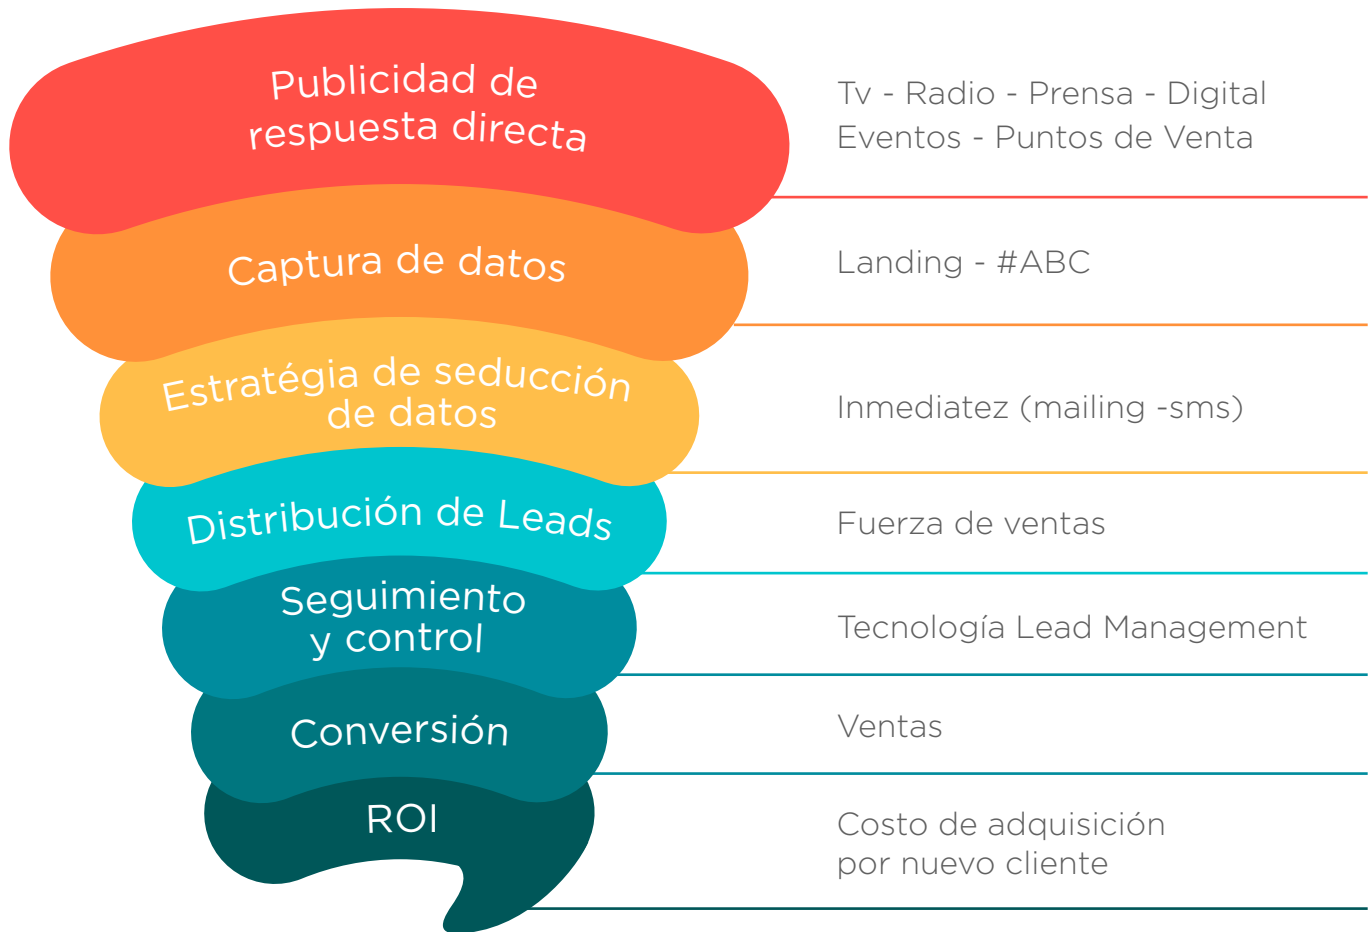 Publicidad de
respuesta directa
Tv - Radio - Prensa - Digital
Eventos - Puntos de Venta
Captura de datos
Landing - #ABC
Estratégia de seducción
de datos
Inmediatez (mailing -sms)
Distribución de Leads
Fuerza de ventas
Seguimiento
y control
Tecnología Lead Management
Conversión
Ventas
ROI
Costo de adquisición
por nuevo cliente